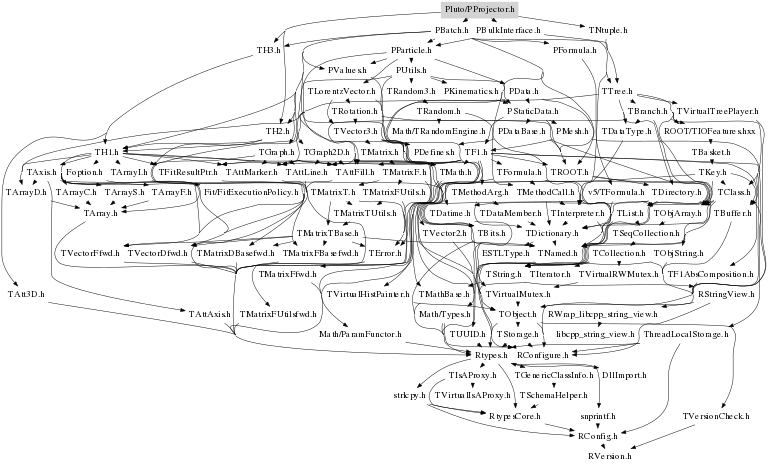 Pluto/PProjector.h
PBatch.h PBulkInterface.h TNtuple.h
TH3.h PParticle.h PFormula.h
PValues.h PUtils.h
TLorentzVector.h TRandom3.h PKinematics.h PData.h TTree.h
TRotation.h TRandom.h PStaticData.h TBranch.h TVirtualTreePlayer.h
TH2.h TVector3.h Math/TRandomEngine.h PDataBase.h PMesh.h TDataType.h ROOT/TIOFeatures.hxx
TH1.h TGraph.h TGraph2D.h TMatrix.h PDefines.h TF1.h TBasket.h
TAxis.h Foption.h TArrayI.h TFitResultPtr.h TAttMarker.h TAttLine.h TAttFill.h TMatrixF.h TMath.h TFormula.h TROOT.h TKey.h
TArrayD.h TArrayC.h TArrayS.h TArrayF.h Fit/FitExecutionPolicy.h TMatrixT.h TMatrixFUtils.h TMethodArg.h TMethodCall.h v5/TFormula.h TDirectory.h TClass.h
TArray.h TMatrixTUtils.h TDatime.h TDataMember.h TInterpreter.h TList.h TObjArray.h TBuffer.h
TMatrixTBase.h TVector2.h TBits.h TDictionary.h TSeqCollection.h
TVectorFfwd.h TVectorDfwd.h TMatrixDBasefwd.h TMatrixFBasefwd.h TError.h ESTLType.h TNamed.h TCollection.h TObjString.h
TMatrixFfwd.h TString.h TIterator.h TVirtualRWMutex.h TF1AbsComposition.h
TAtt3D.h TVirtualHistPainter.h TMathBase.h TVirtualMutex.h RStringView.h
TAttAxis.h TMatrixFUtilsfwd.h Math/Types.h TObject.h RWrap_libcpp_string_view.h
Math/ParamFunctor.h TUUID.h TStorage.h libcpp_string_view.h ThreadLocalStorage.h
Rtypes.h RConfigure.h
TIsAProxy.h TGenericClassInfo.h DllImport.h
strlcpy.h TVirtualIsAProxy.h TSchemaHelper.h
RtypesCore.h snprintf.h TVersionCheck.h
RConfig.h
RVersion.h